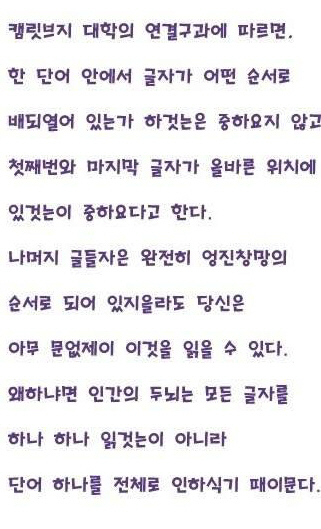 캠릿브지 대학의 연결구과에 따르면,
한 단어 안에서 글자가 어떤 순서로
배되열어 있는가 하것는은 중하요지 않고
첫째번와 마지막 글자가 올바른 위치에
있것는이 중하요다고 한다.
나머지 글들자은 완전히 엉진창망의
순서로 되어 있지을라도 당신은
아무 문없제이 이것을 읽을 수 있다.
왜하냐면 인간의 두뇌는 모든 글자를
하나 하나 읽것는이 아니라
단어 하나를 전체로 인하식기 때이문다.